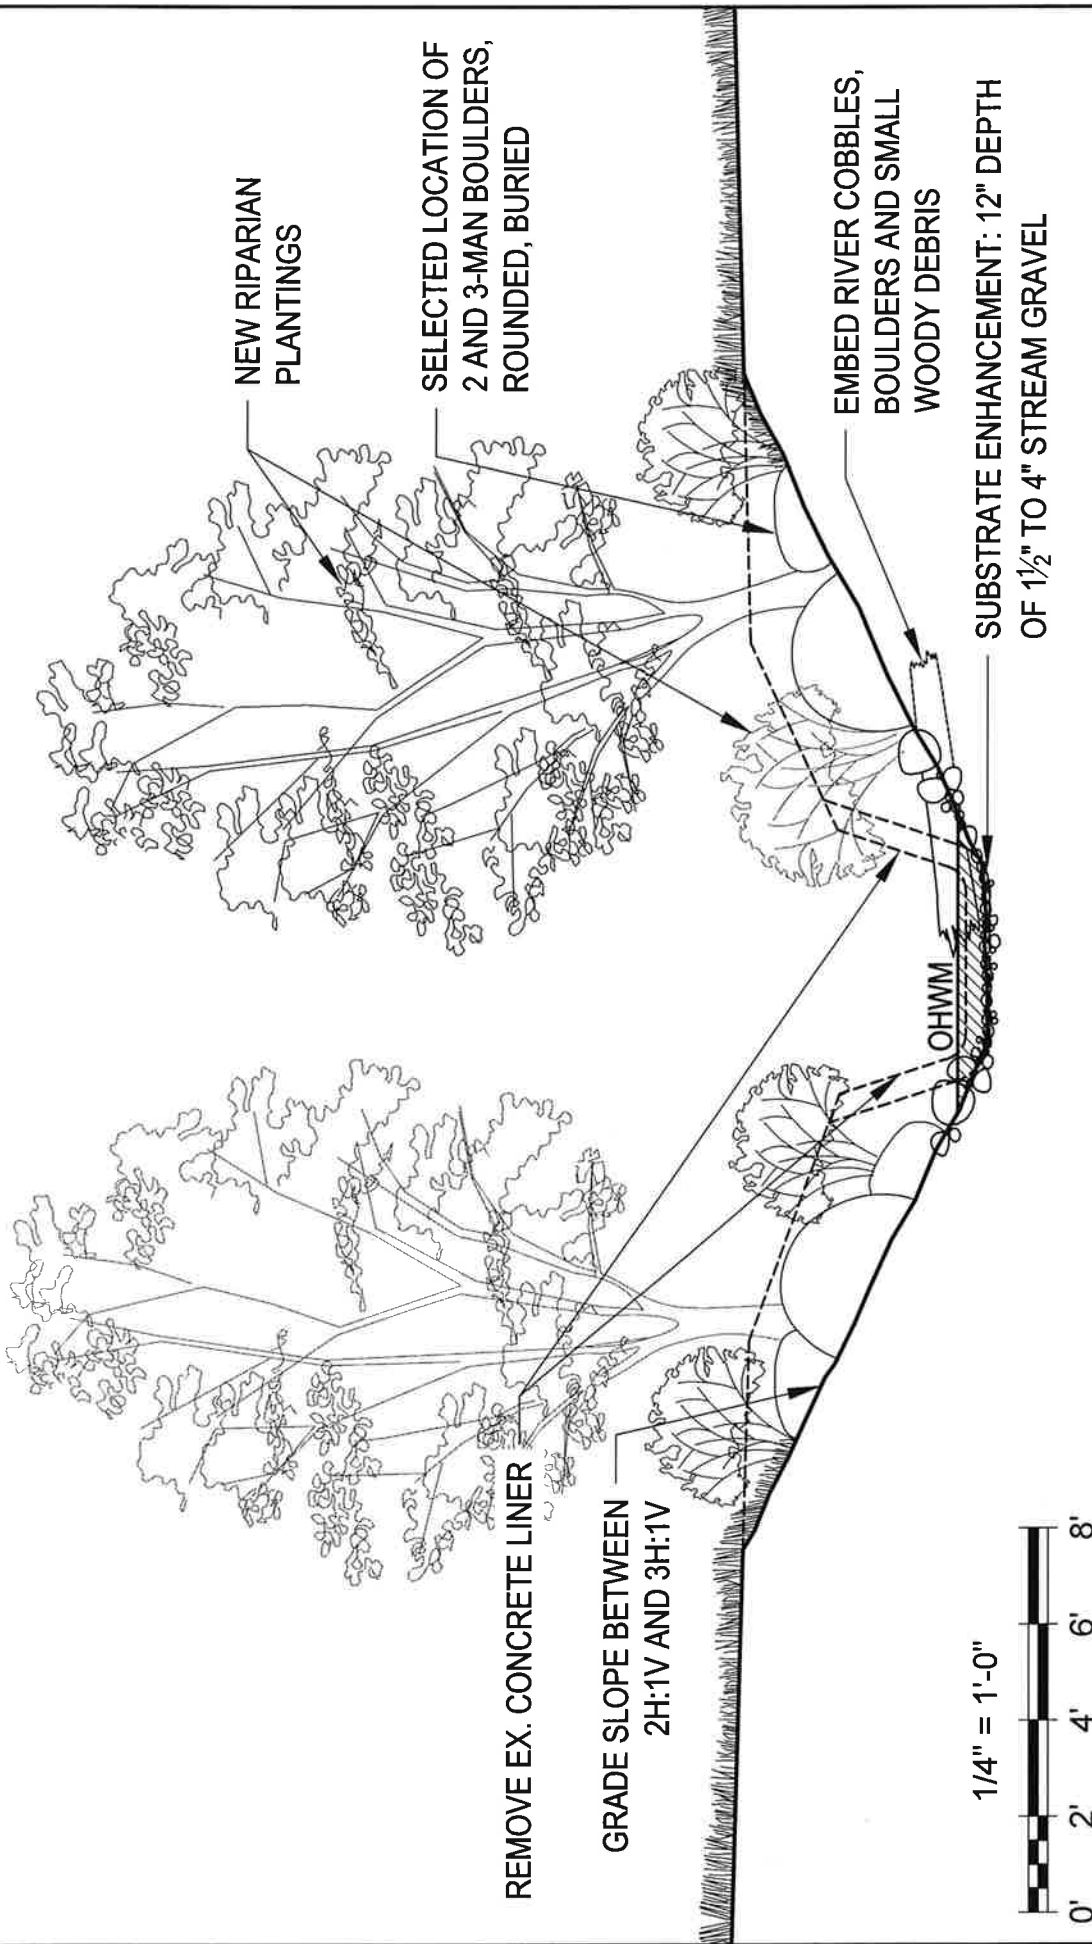 NEW RIPARIAN
PLANTINGS
SELECTED LOCATION OF
2 AND 3-MAN BOULDERS,
ROUNDED, BURIED
REMOVE EX. CONCRETE LINER
GRADE SLOPE BETWEEN
2H:1V AND 3H:1V
OHWM
EMBED RIVER COBBLES,
BOULDERS AND SMALL
WOODY DEBRIS
SUBSTRATE ENHANCEMENT: 12" DEPTH
OF 1½" TO 4" STREAM GRAVEL
1/4" = 1'-0"
0' 2' 4' 6' 8'